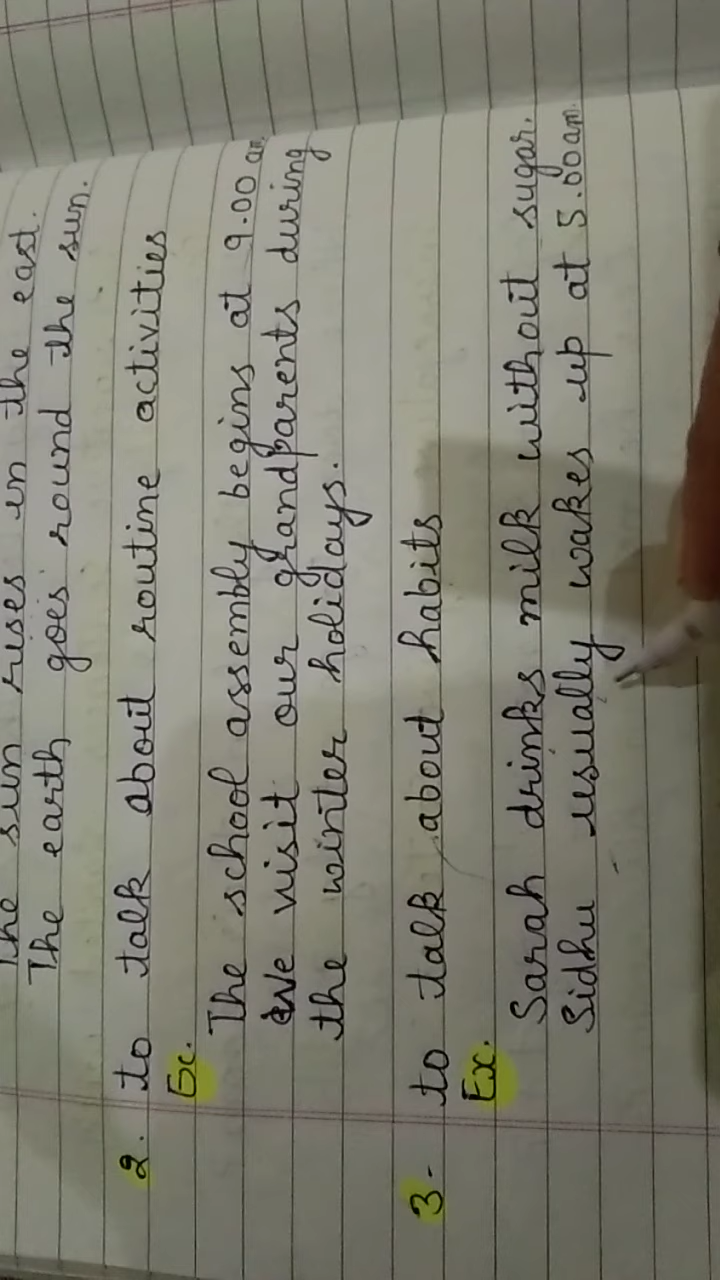 The sun rises in the east.
The earth goes round the sun.
2. to talk about routine activities
Ex.
The school assembly begins at 9.00 am
We visit our grandparents during
the winter holidays.
3- to talk about habits
Ex.
Sarah drinks milk without sugar.
Sidhu usually wakes up at 5.00 am.